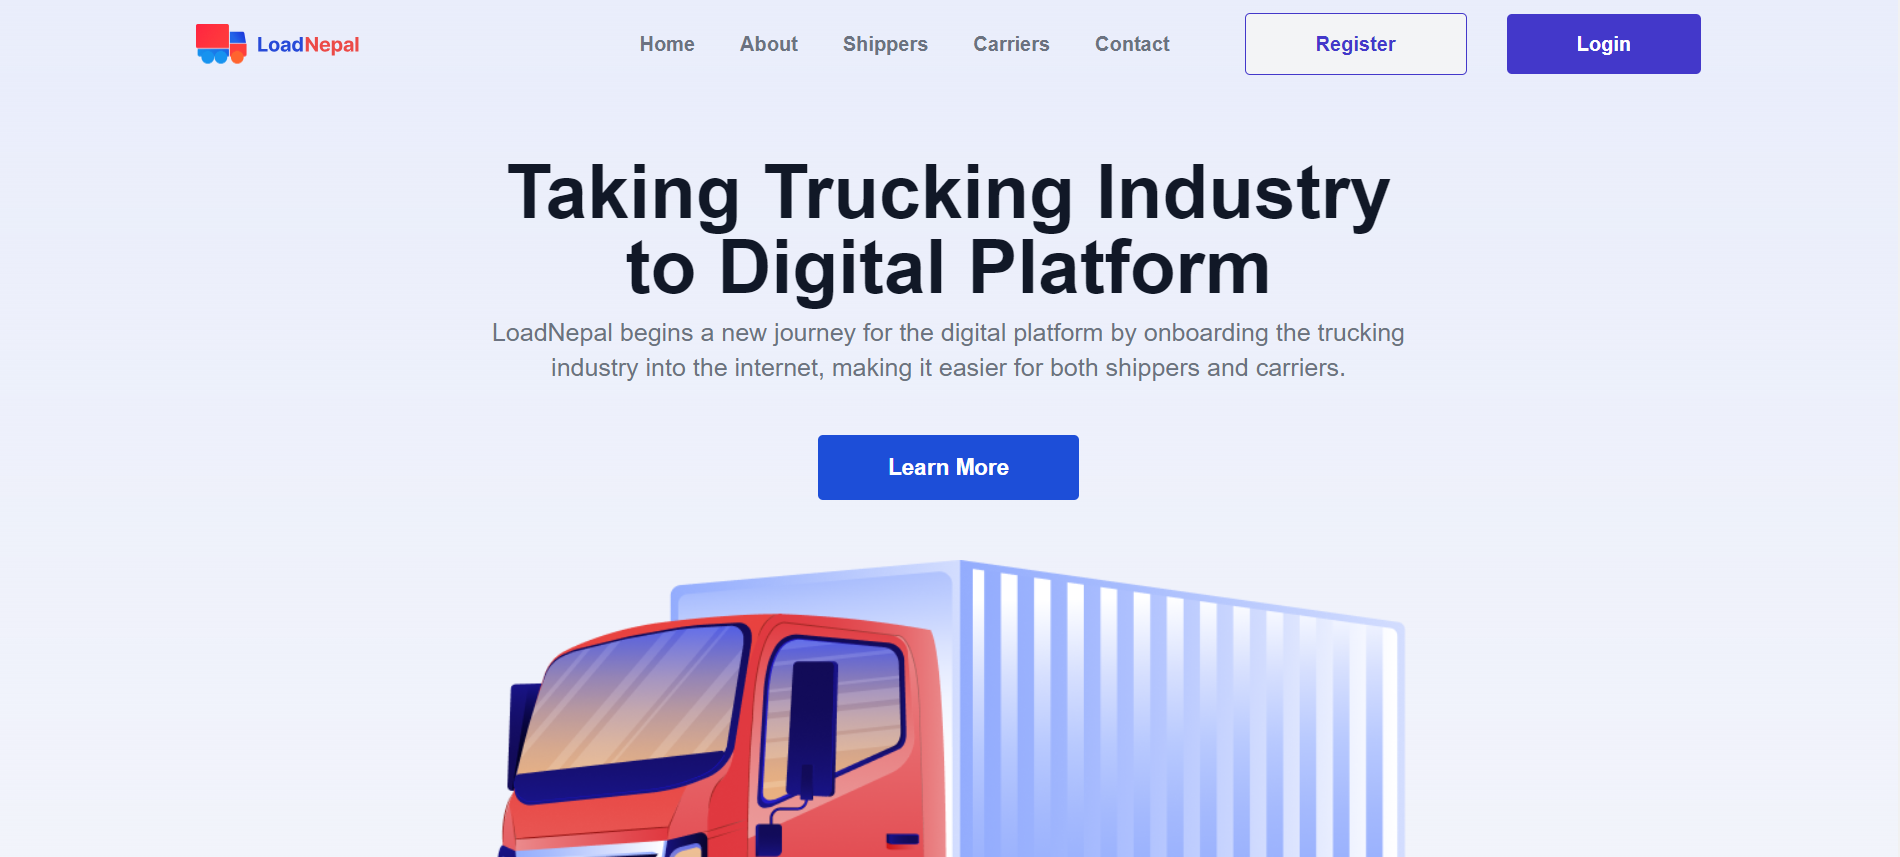 LoadNepal
Home
About
Shippers
Carriers
Contact
Register
Login
Taking Trucking Industry
to Digital Platform
LoadNepal begins a new journey for the digital platform by onboarding the trucking
industry into the internet, making it easier for both shippers and carriers.
Learn More